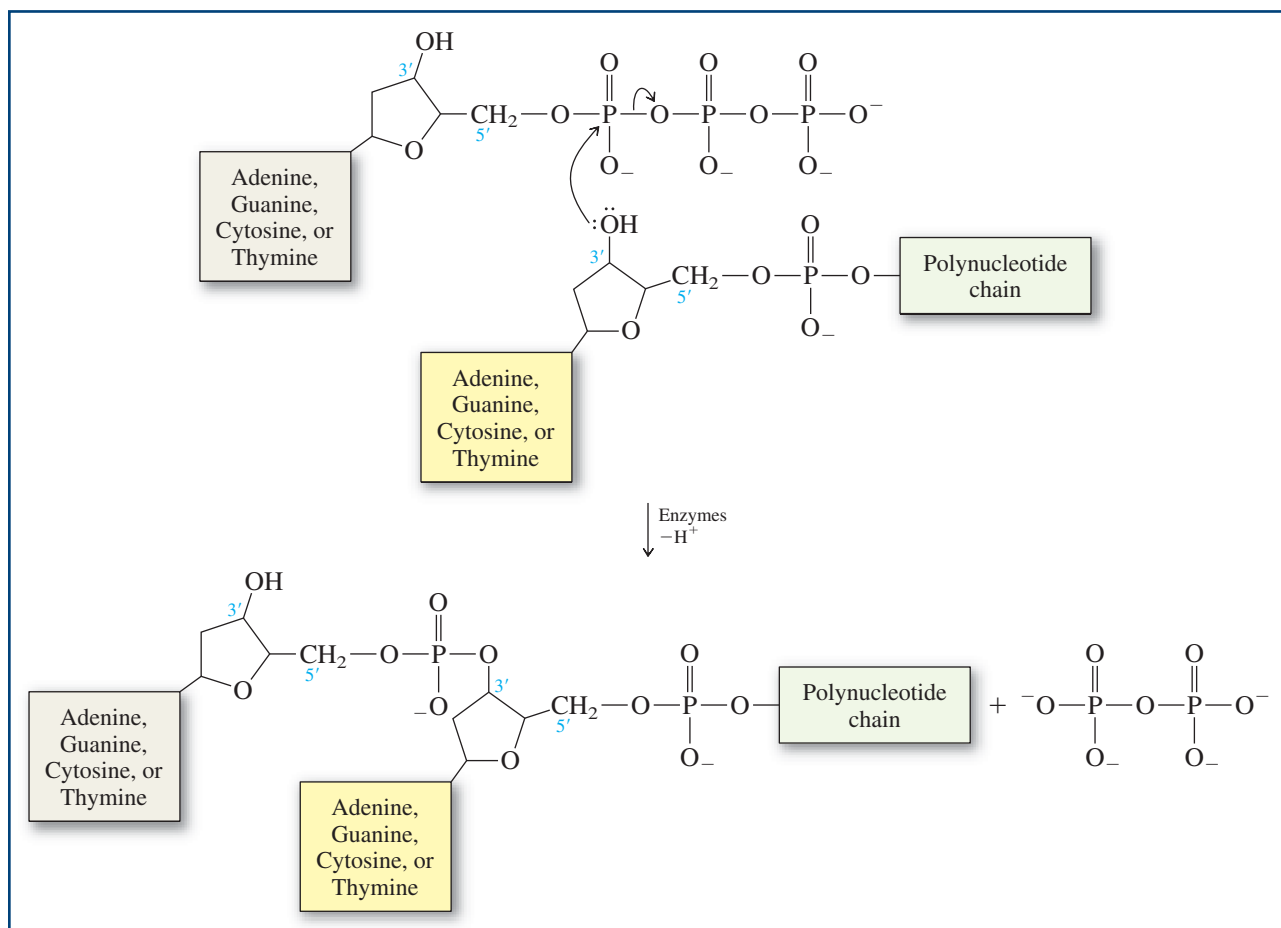 OH
3′
O O O
CH2—O—P—O—P—O—P—O−
5′
O
O− O− O−
Adenine,
Guanine,
Cytosine, or
Thymine
:ÖH
3′
O
CH2—O—P—O—
5′
O
O−
Polynucleotide
chain
Adenine,
Guanine,
Cytosine, or
Thymine
Enzymes
−H+
OH
3′
O
CH2—O—P—O
5′
O
O−
3′
O
CH2—O—P—O—
5′
O
O−
Polynucleotide
chain
+
O O
−O—P—O—P—O−
O− O−
Adenine,
Guanine,
Cytosine, or
Thymine
Adenine,
Guanine,
Cytosine, or
Thymine